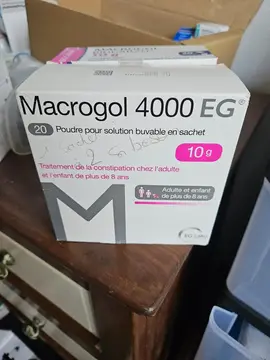 10 g
Macrogol 4000 EG®
20 Poudre pour solution buvable en sachet
10 g
Traitement de la constipation chez l'adulte
et l'enfant de plus de 8 ans
Adulte et enfant
de plus de 8 ans
M